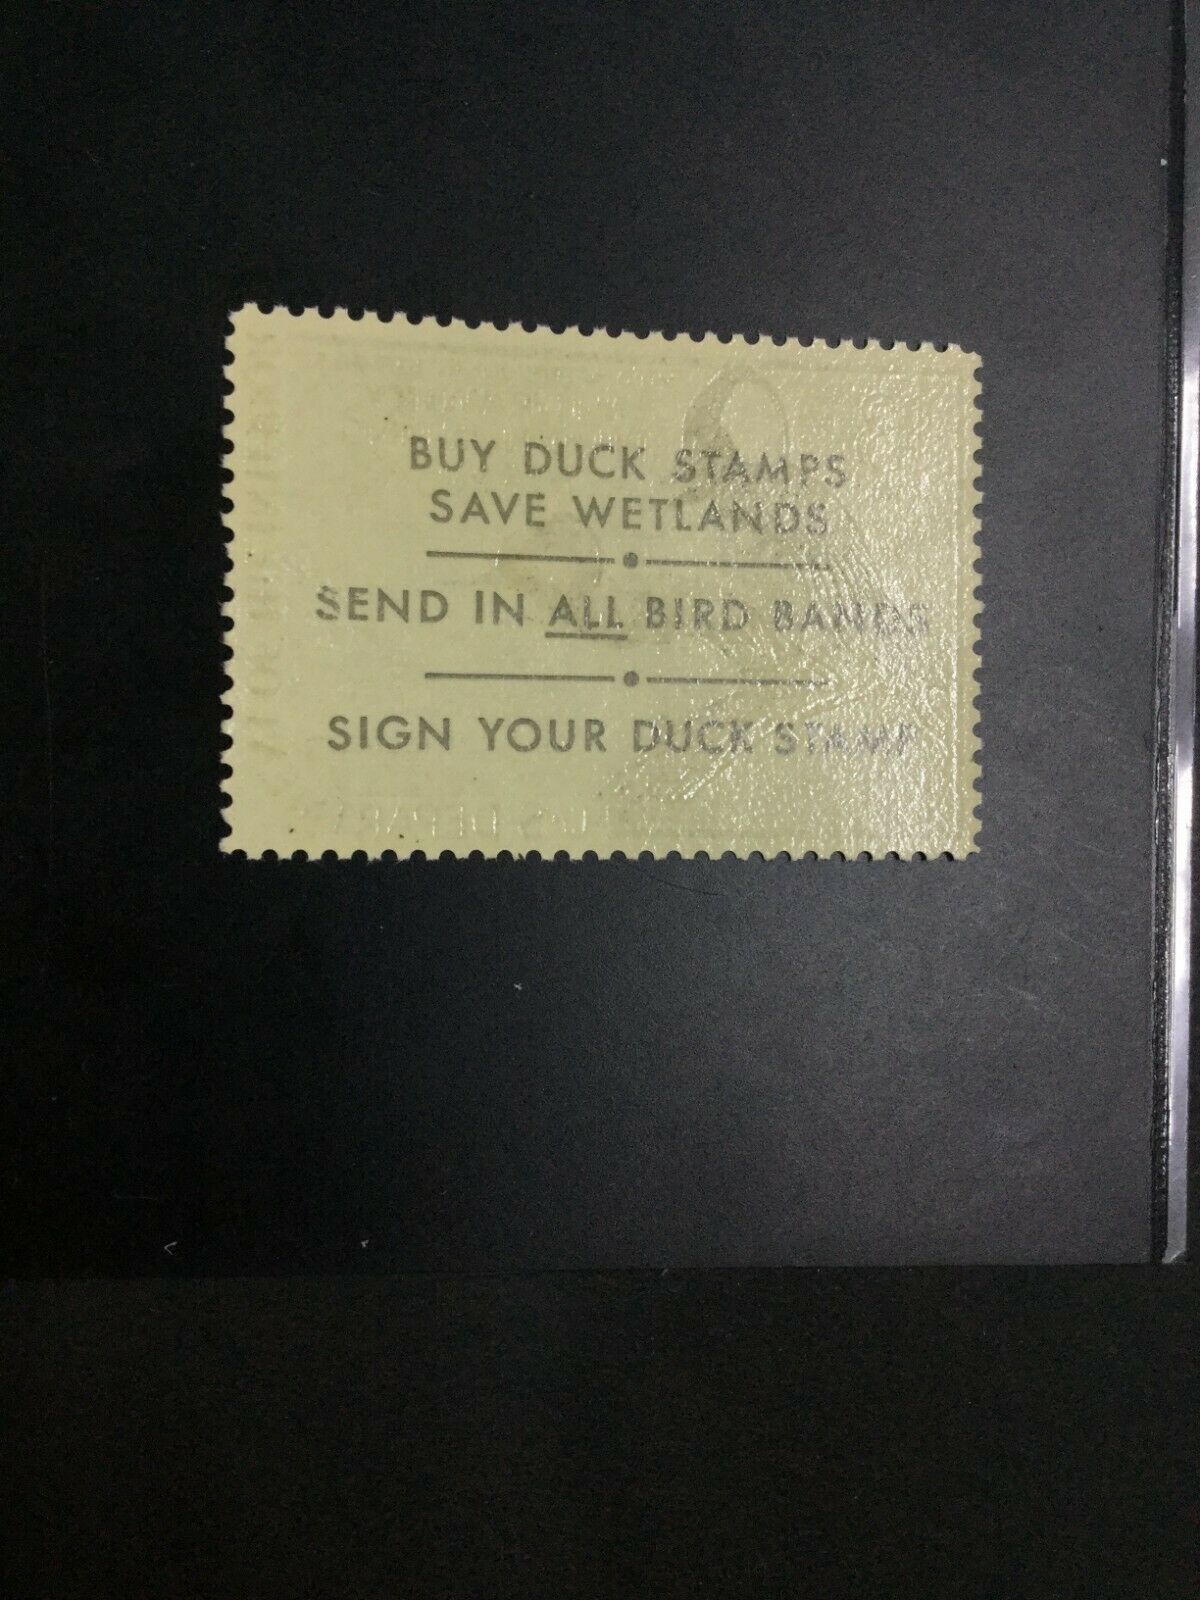 BUY DUCK STAMPS
SAVE WETLANDS
SEND IN ALL BIRD BANDS
SIGN YOUR DUCK STAMP